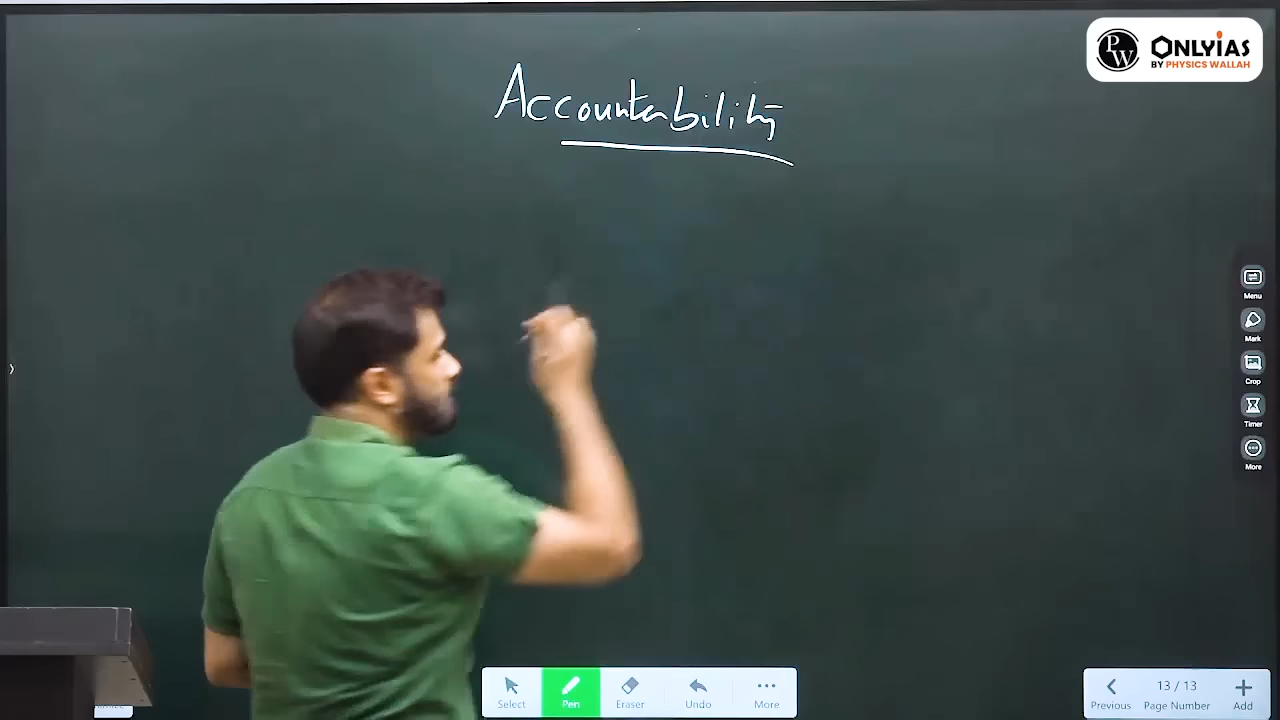 PW ONLYIAS
BY PHYSICS WALLAH
Accountability
Menu
Mark
Crop
Timer
More
Select
Pen
Eraser
Undo
More
13 / 13
Previous
Page Number
Add